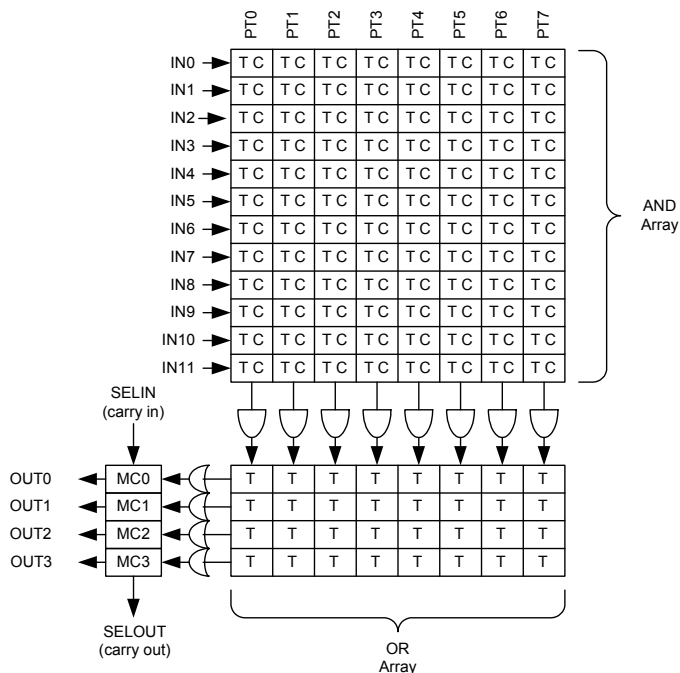 PT0 PT1 PT2 PT3 PT4 PT5 PT6 PT7
IN0 T C T C T C T C T C T C T C T C
IN1 T C T C T C T C T C T C T C T C
IN2 T C T C T C T C T C T C T C T C
IN3 T C T C T C T C T C T C T C T C
IN4 T C T C T C T C T C T C T C T C
IN5 T C T C T C T C T C T C T C T C
IN6 T C T C T C T C T C T C T C T C
IN7 T C T C T C T C T C T C T C T C
IN8 T C T C T C T C T C T C T C T C
IN9 T C T C T C T C T C T C T C T C
IN10 T C T C T C T C T C T C T C T C
IN11 T C T C T C T C T C T C T C T C
AND
Array
SELIN
(carry in)
OUT0 MC0 T T T T T T T T
OUT1 MC1 T T T T T T T T
OUT2 MC2 T T T T T T T T
OUT3 MC3 T T T T T T T T
SELOUT
(carry out)
OR
Array